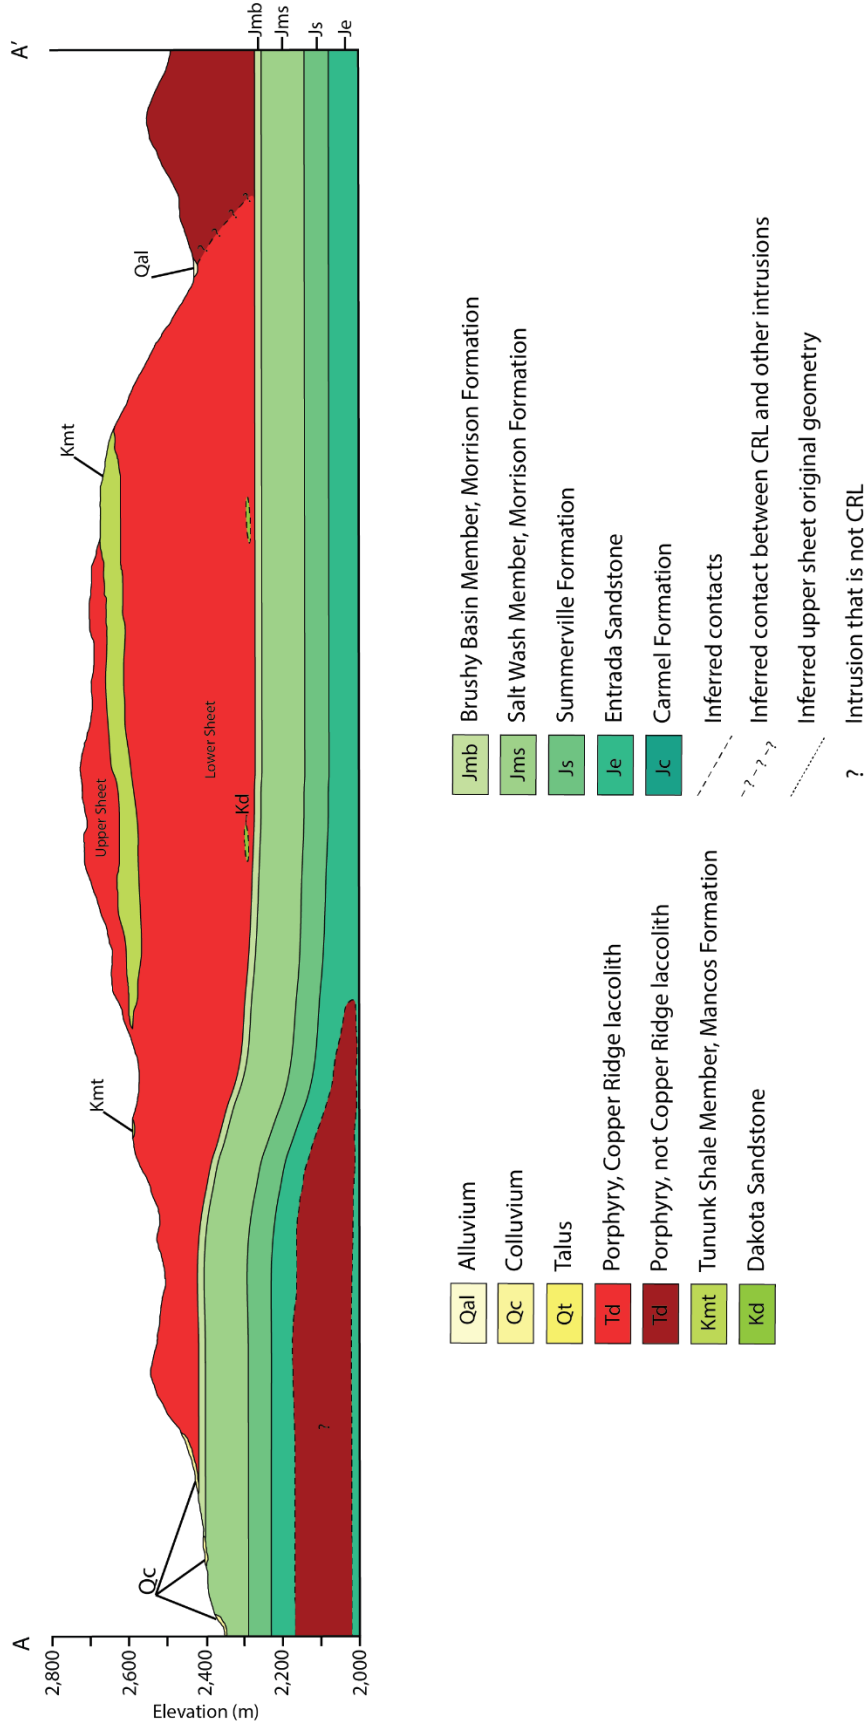 A
A'
2,800
2,600
2,400
2,200
2,000
Elevation (m)
Qc
Kmt
Kmt
Qal
Upper Sheet
Lower Sheet
Kd
?
? ? ? ?
Jmb
Jms
Js
Je
Qal Alluvium
Qc Colluvium
Qt Talus
Td Porphyry, Copper Ridge laccolith
Td Porphyry, not Copper Ridge laccolith
Kmt Tununk Shale Member, Mancos Formation
Kd Dakota Sandstone
Jmb Brushy Basin Member, Morrison Formation
Jms Salt Wash Member, Morrison Formation
Js Summerville Formation
Je Entrada Sandstone
Jc Carmel Formation
Inferred contacts
- ? - ? - ? Inferred contact between CRL and other intrusions
Inferred upper sheet original geometry
? Intrusion that is not CRL